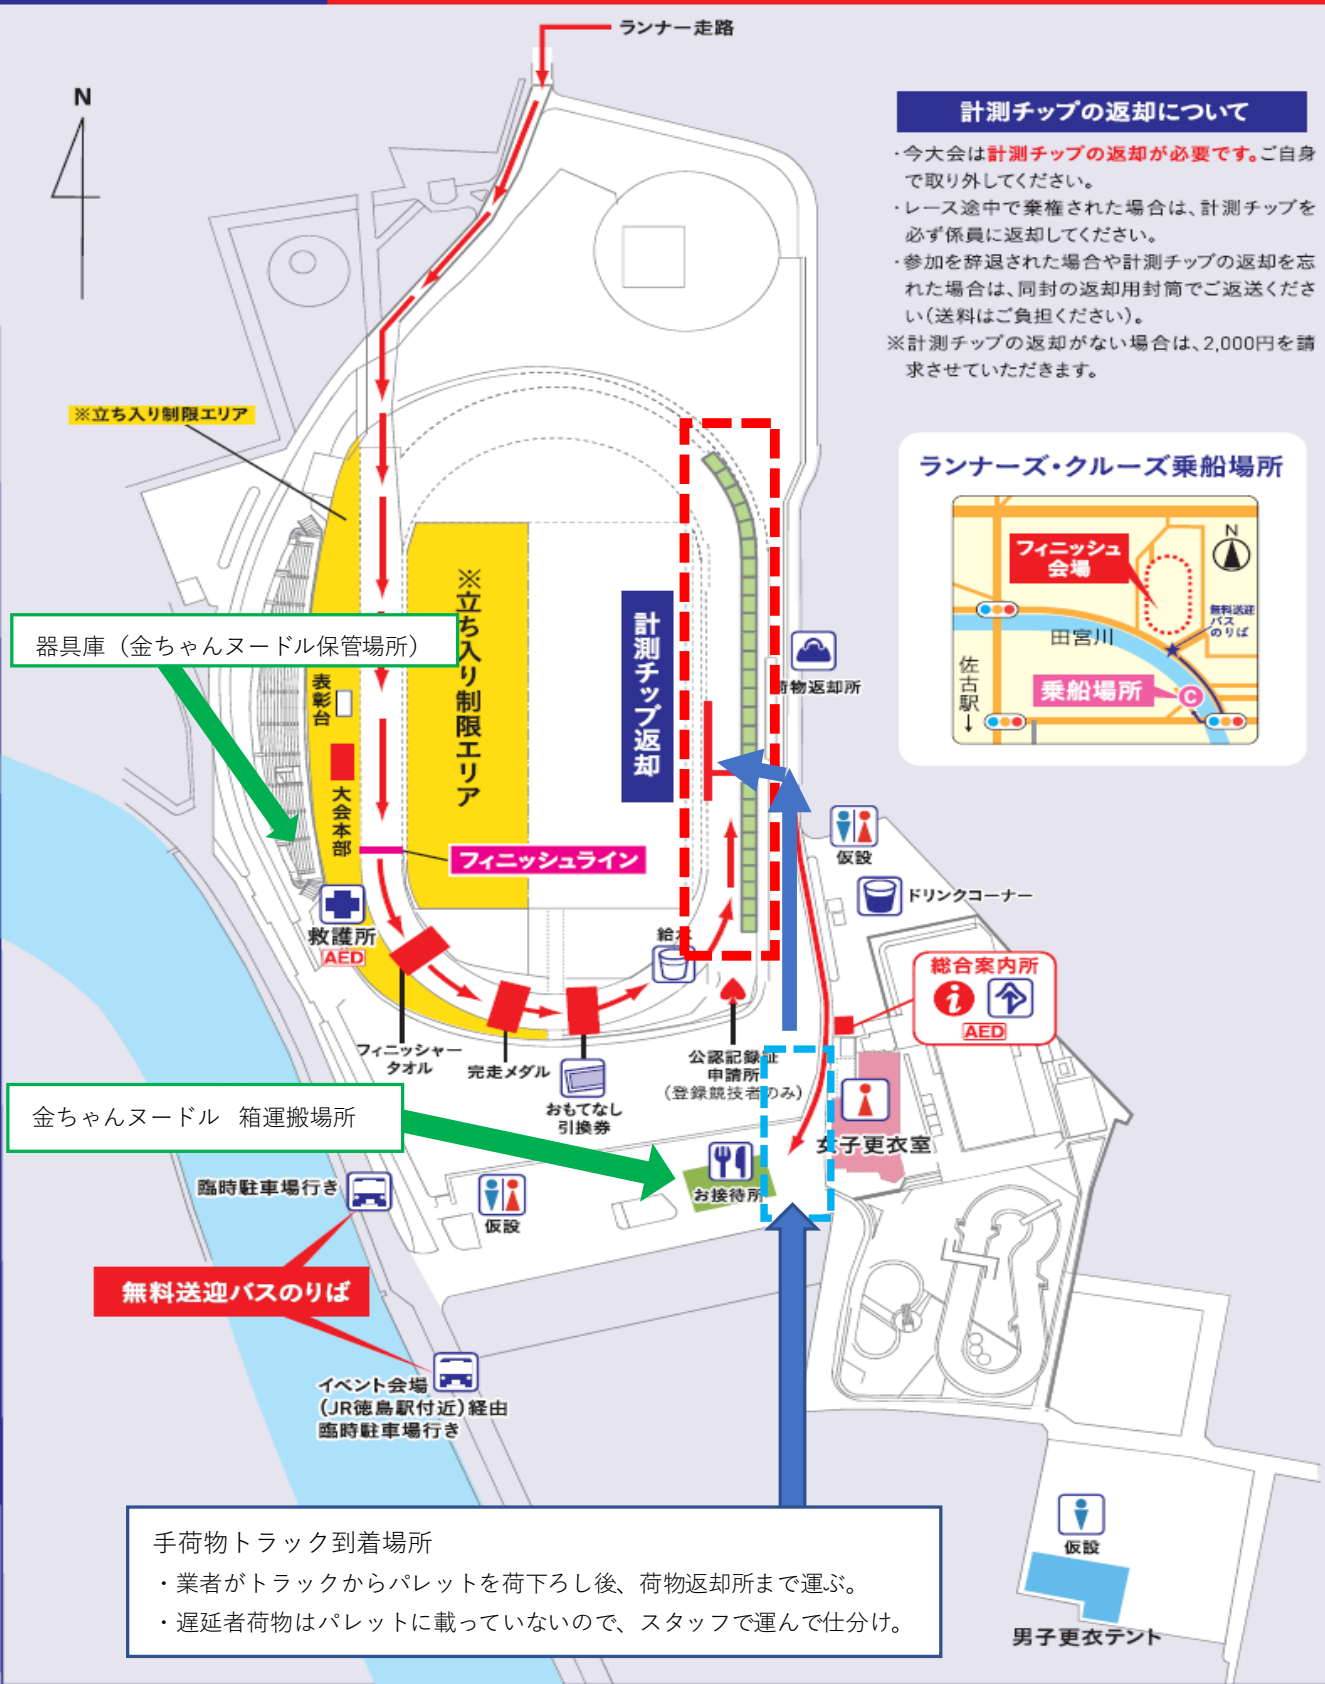 ランナー走路
N
計測チップの返却について
・今大会は計測チップの返却が必要です。ご自身
で取り外してください。
・レース途中で棄権された場合は、計測チップを
必ず係員に返却してください。
・参加を辞退された場合や計測チップの返却を忘
れた場合は、同封の返却用封筒でご返送くださ
い(送料はご負担ください)。
※計測チップの返却がない場合は、2,000円を請
求させていただきます。
※立ち入り制限エリア
ランナーズ・クルーズ乗船場所
N
フィニッシュ
会場
無料送迎
バス
のりば
田宮川
佐古駅
↓
乗船場所
C
器具庫（金ちゃんヌードル保管場所）
※立ち入り制限エリア
計測チップ返却
荷物返却所
表彰台
大会本部
フィニッシュライン
仮設
ドリンクコーナー
救護所
AED
給水
総合案内所
i
AED
フィニッシャー
タオル
完走メダル
おもてなし
引換券
公認記録証
申請所
(登録競技者のみ)
女子更衣室
金ちゃんヌードル　箱運搬場所
お接待所
臨時駐車場行き
仮設
無料送迎バスのりば
イベント会場
(JR徳島駅付近)経由
臨時駐車場行き
手荷物トラック到着場所
・業者がトラックからパレットを荷下ろし後、荷物返却所まで運ぶ。
・遅延者荷物はパレットに載っていないので、スタッフで運んで仕分け。
仮設
男子更衣テント